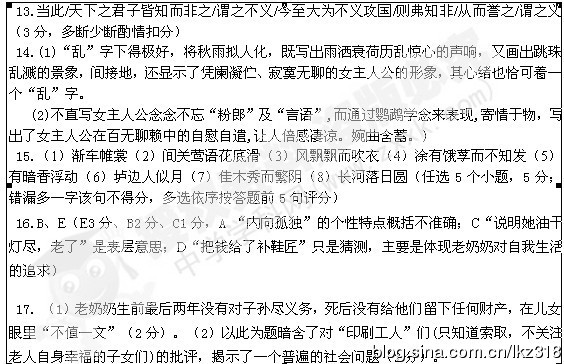 13.当此/天下之君子皆知而非之/谓之不义/今至大为不义攻国/则弗知非/从而誉之/谓之义
(3 分，多断少断酌情扣分)
14.(1)“乱”字下得极好，将秋雨拟人化，既写出雨洒衰荷历乱惊心的声响，又画出跳珠
乱溅的景象，间接地，还显示了凭阑凝伫、寂寞无聊的女主人公的形象，其心绪也恰可着一
个“乱”字。
(2)不直写女主人公念念不忘“粉郎”及“言语”,而通过鹦鹉学念来表现,寄情于物，写
出了女主人公在百无聊赖中的自慰自遣,让人倍感凄凉。婉曲含蓄。）
15.（1）渐车帷裳（2）间关莺语花底滑（3）风飘飘而吹衣（4）涂有饿莩而不知发（5）
有暗香浮动（6）垆边人似月（7）佳木秀而繁阴（8）长河落日圆（任选 5 个小题，5 分；
错漏多一字该句不得分，多选依序按答题前 5 句评分）
16.B、E（E3 分、B2 分、C1 分，A “内向孤独”的个性特点概括不准确；C“说明她油干
灯尽，老了”是表层意思；D“把钱给了补鞋匠”只是猜测，主要是体现老奶奶对自我生活
的追求）
17.（1）老奶奶生前最后两年没有对子孙尽义务，死后没有给他们留下任何财产，在儿女
眼里“不值一文”（2 分）。（2）以此为题暗含了对“印刷工人”们(只知道索取，不关注
老人自身幸福的子女们)的批评，揭示了一个普遍的社会问题
blog.sina.com.cn/lkz318